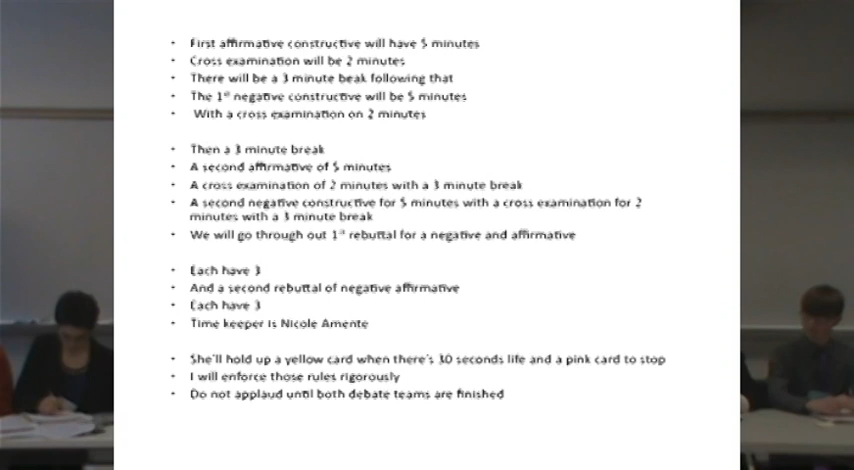 • First affirmative constructive will have 5 minutes
• Cross examination will be 2 minutes
• There will be a 3 minute beak following that
• The 1st negative constructive will be 5 minutes
• With a cross examination on 2 minutes
• Then a 3 minute break
• A second affirmative of 5 minutes
• A cross examination of 2 minutes with a 3 minute break
• A second negative constructive for 5 minutes with a cross examination for 2
minutes with a 3 minute break
• We will go through out 1st rebuttal for a negative and affirmative
• Each have 3
• And a second rebuttal of negative affirmative
• Each have 3
• Time keeper is Nicole Amente
• She'll hold up a yellow card when there's 30 seconds life and a pink card to stop
• I will enforce those rules rigorously
• Do not applaud until both debate teams are finished